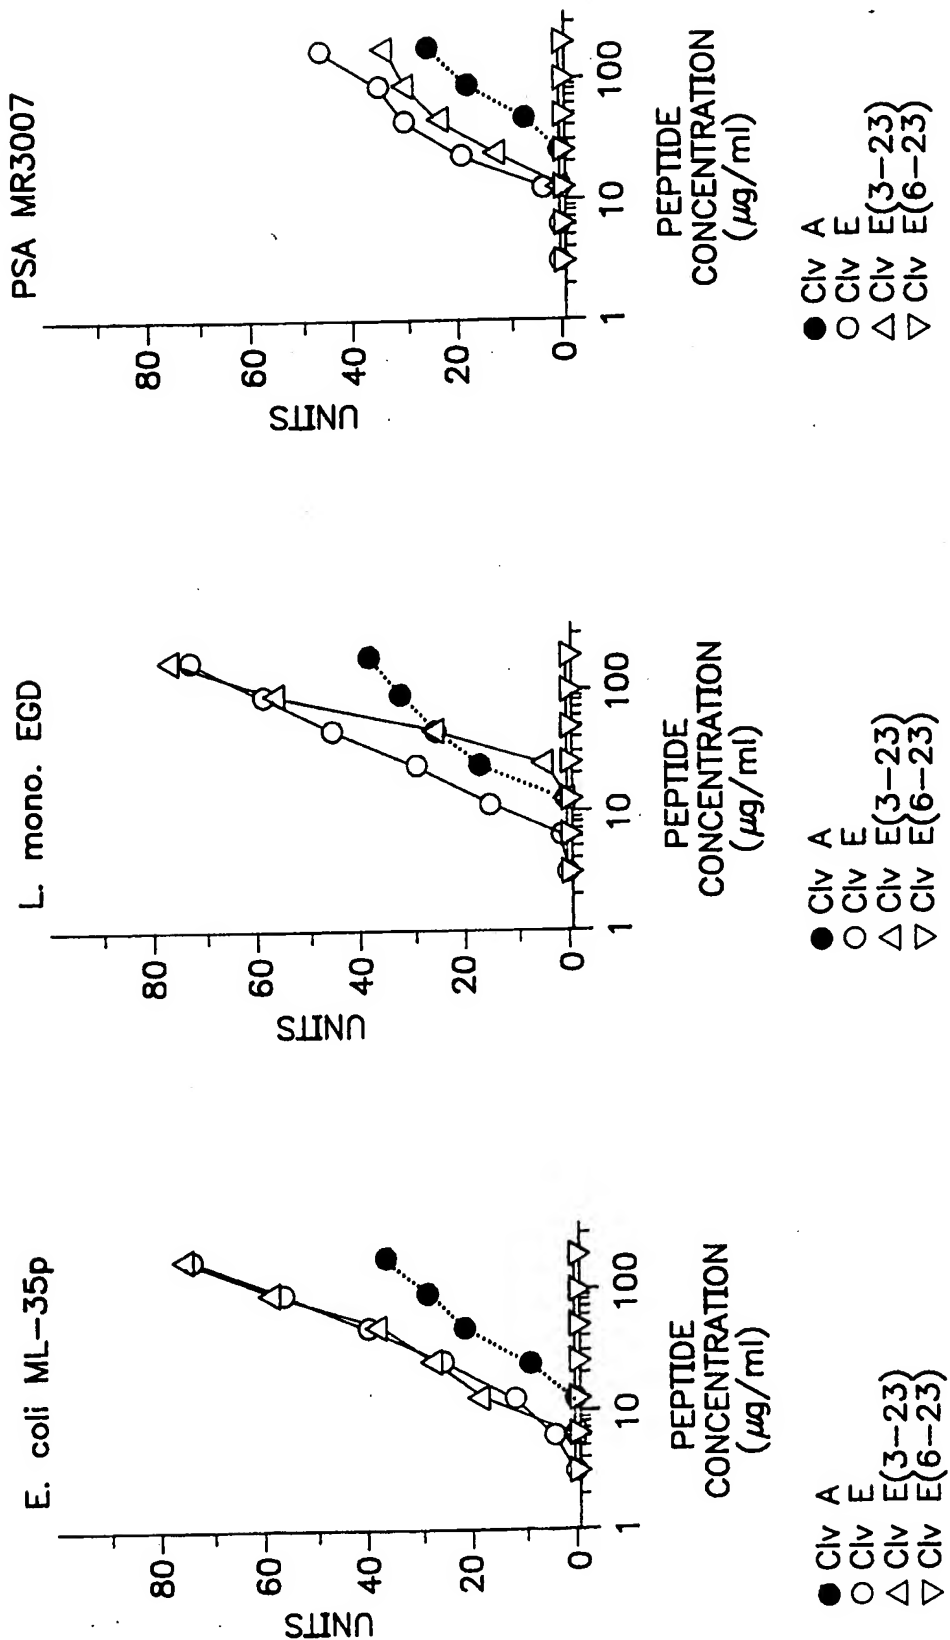 E. coli ML-35p
UNITS
80
60
40
20
0
1
10
100
PEPTIDE
CONCENTRATION
(µg/ml)
● Clv A
○ Clv E
△ Clv E(3-23)
▽ Clv E(6-23)
L. mono. EGD
UNITS
80
60
40
20
0
1
10
100
PEPTIDE
CONCENTRATION
(µg/ml)
● Clv A
○ Clv E
△ Clv E(3-23)
▽ Clv E(6-23)
PSA MR3007
UNITS
80
60
40
20
0
1
10
100
PEPTIDE
CONCENTRATION
(µg/ml)
● Clv A
○ Clv E
△ Clv E(3-23)
▽ Clv E(6-23)